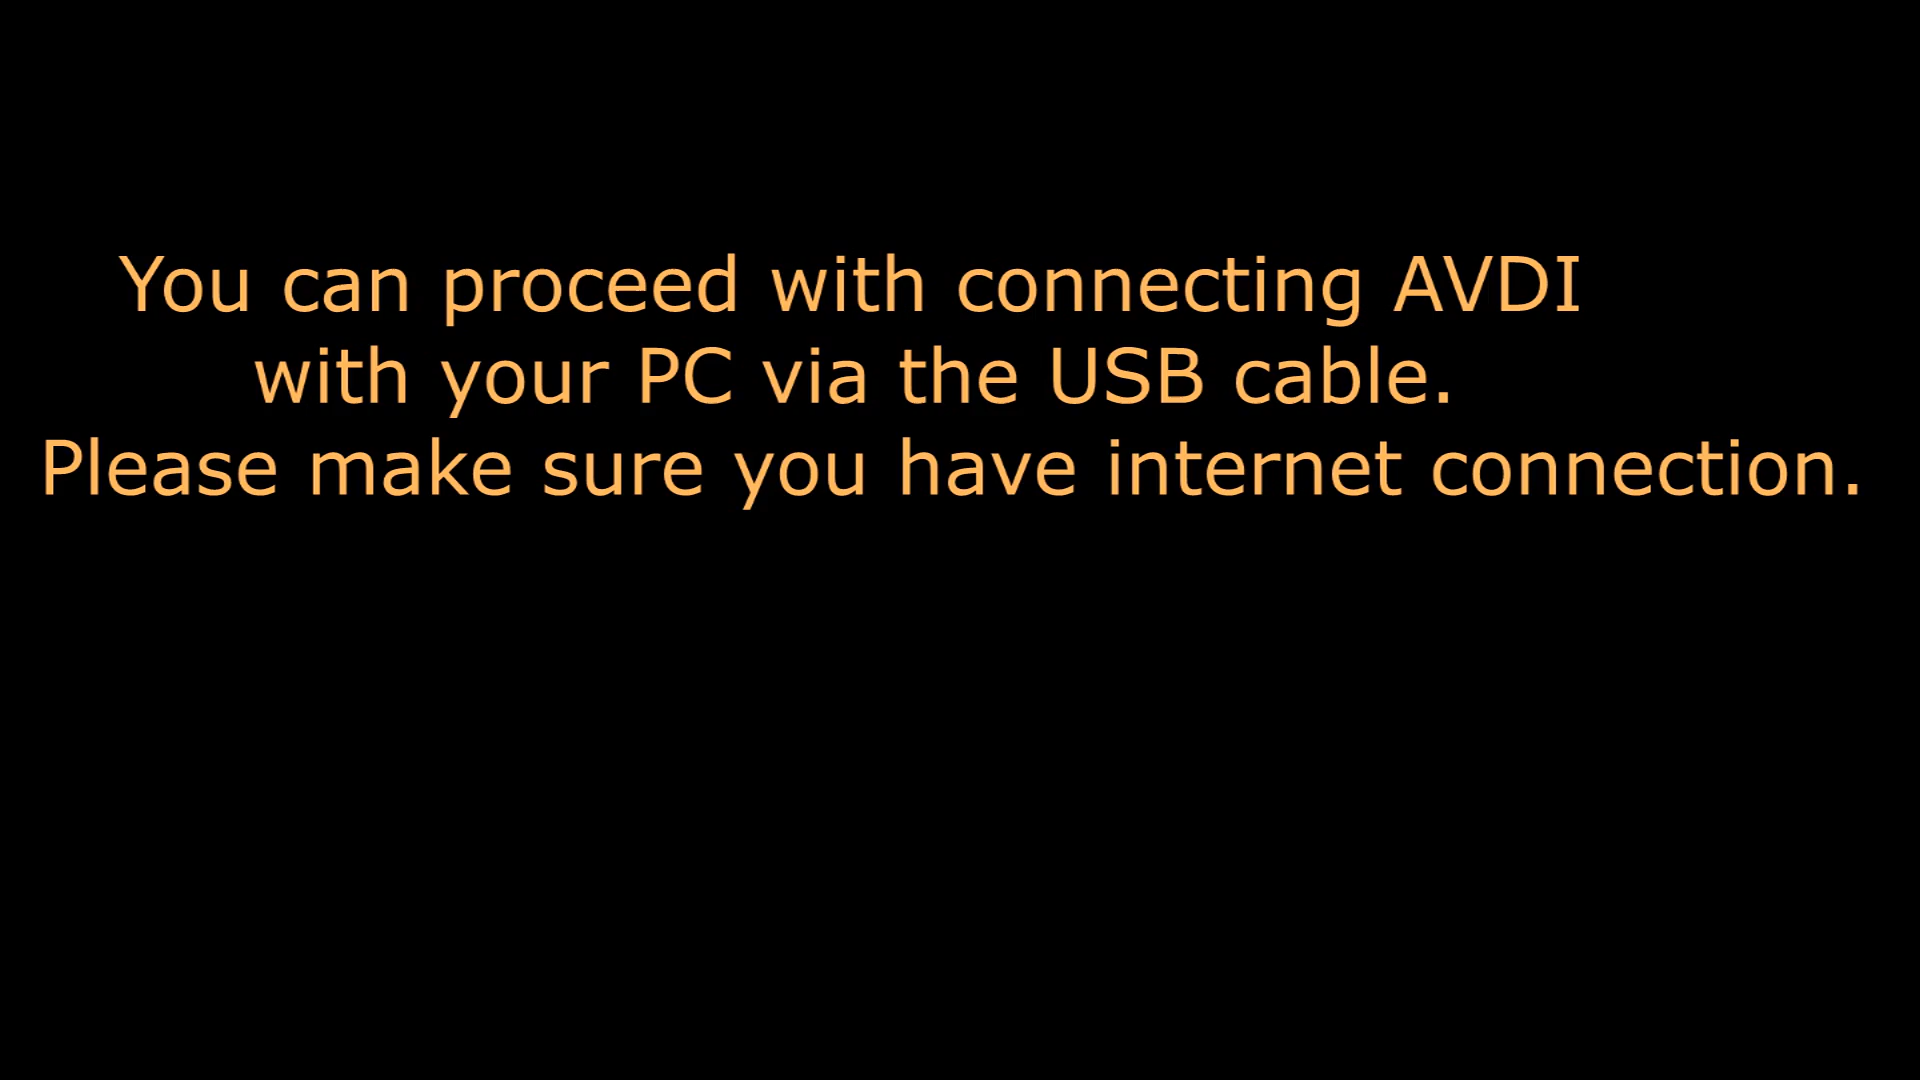 You can proceed with connecting AVDI
with your PC via the USB cable.
Please make sure you have internet connection.